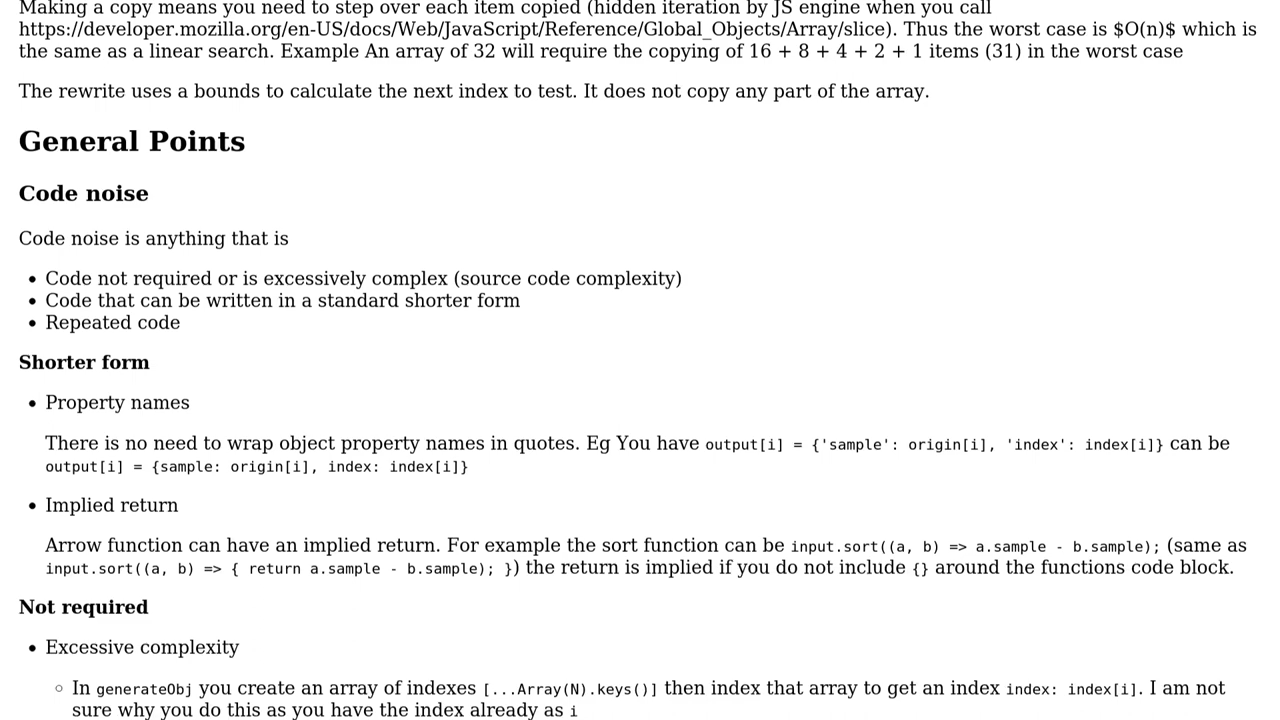 Making a copy means you need to step over each item copied (hidden iteration by JS engine when you call
https://developer.mozilla.org/en-US/docs/Web/JavaScript/Reference/Global_Objects/Array/slice). Thus the worst case is $O(n)$ which is
the same as a linear search. Example An array of 32 will require the copying of 16 + 8 + 4 + 2 + 1 items (31) in the worst case
The rewrite uses a bounds to calculate the next index to test. It does not copy any part of the array.
General Points
Code noise
Code noise is anything that is
• Code not required or is excessively complex (source code complexity)
• Code that can be written in a standard shorter form
• Repeated code
Shorter form
• Property names
There is no need to wrap object property names in quotes. Eg You have output[i] = {'sample': origin[i], 'index': index[i]} can be
output[i] = {sample: origin[i], index: index[i]}
• Implied return
Arrow function can have an implied return. For example the sort function can be input.sort((a, b) => a.sample - b.sample); (same as
input.sort((a, b) => { return a.sample - b.sample); }) the return is implied if you do not include {} around the functions code block.
Not required
• Excessive complexity
◦ In generateObj you create an array of indexes [...Array(N).keys()] then index that array to get an index index: index[i]. I am not
sure why you do this as you have the index already as i